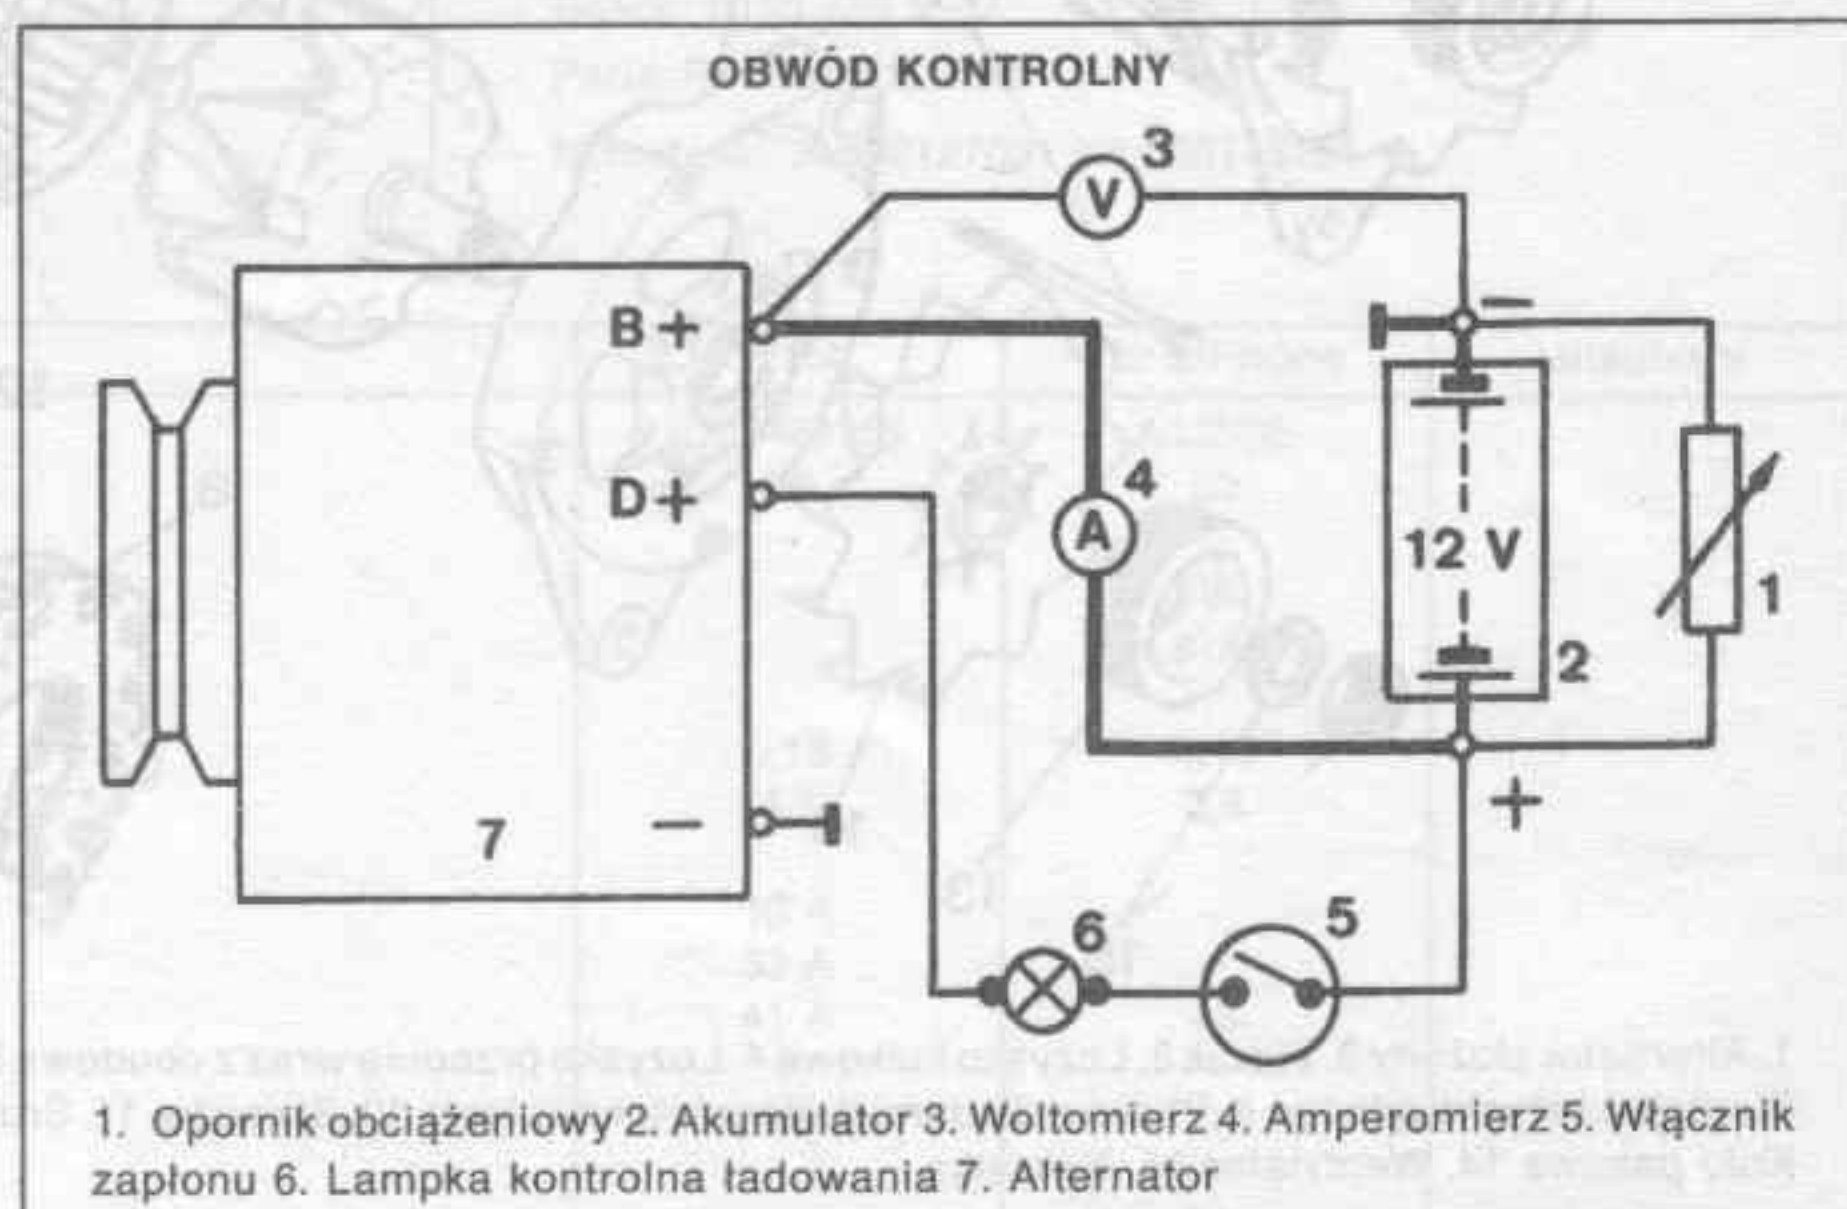 OBWÓD KONTROLNY
3
V
B+
−
4
D+
A
12 V
1
2
+
7
−
6
5
1. Opornik obciążeniowy 2. Akumulator 3. Woltomierz 4. Amperomierz 5. Włącznik
zapłonu 6. Lampka kontrolna ładowania 7. Alternator